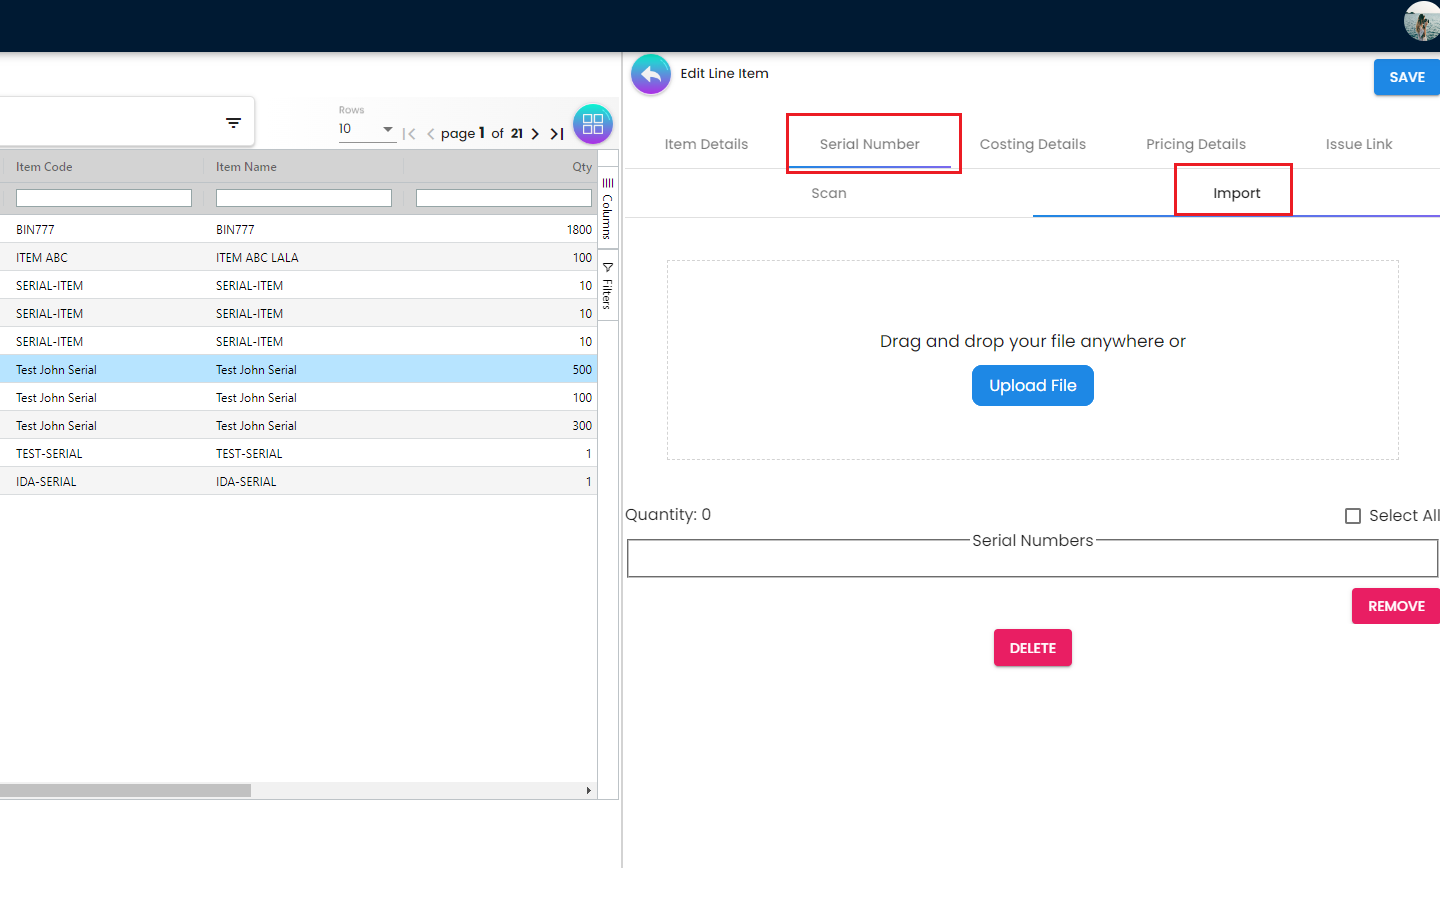 Edit Line Item
SAVE
Rows
10
page 1 of 21
Item Code Item Name Qty
BIN777 BIN777 1800
ITEM ABC ITEM ABC LALA 100
SERIAL-ITEM SERIAL-ITEM 10
SERIAL-ITEM SERIAL-ITEM 10
SERIAL-ITEM SERIAL-ITEM 10
Test John Serial Test John Serial 500
Test John Serial Test John Serial 100
Test John Serial Test John Serial 300
TEST-SERIAL TEST-SERIAL 1
IDA-SERIAL IDA-SERIAL 1
Columns
Filters
Item Details Serial Number Costing Details Pricing Details Issue Link
Scan Import
Drag and drop your file anywhere or
Upload File
Quantity: 0 Select All
Serial Numbers
REMOVE
DELETE